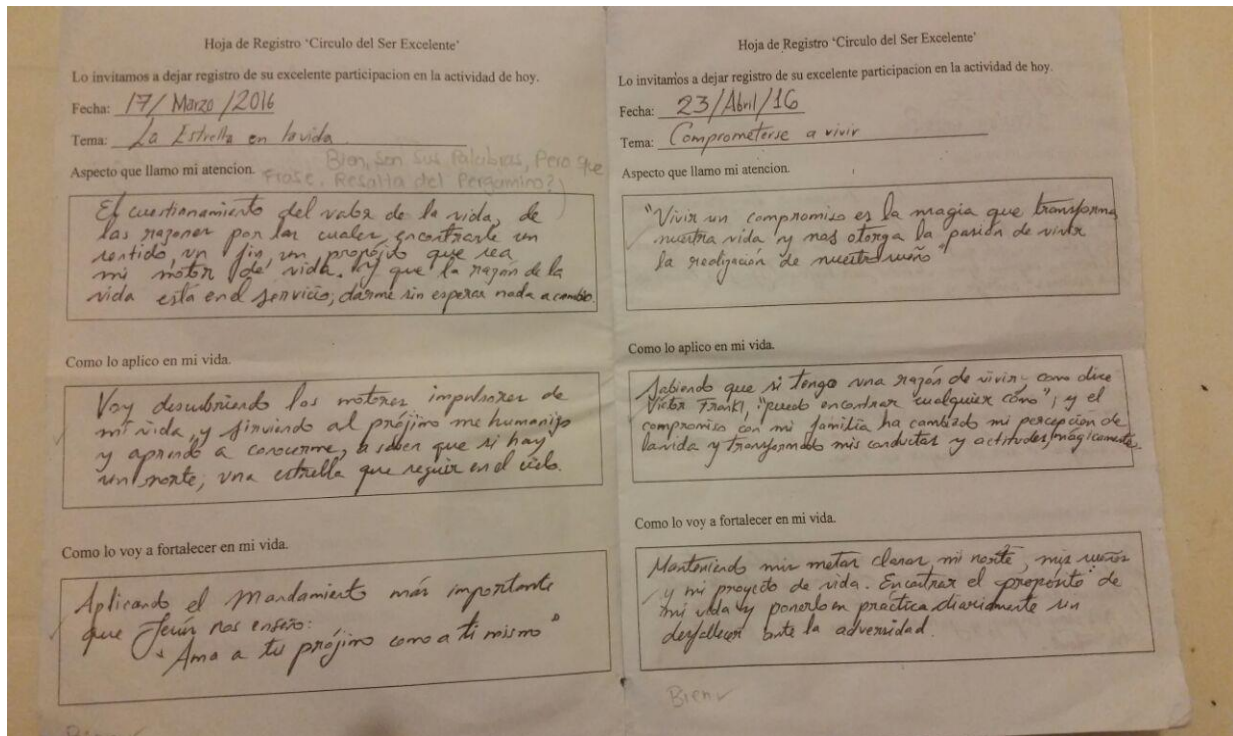 Hoja de Registro ‘Circulo del Ser Excelente’
Lo invitamos a dejar registro de su excelente participacion en la actividad de hoy.
Fecha: 17/Marzo/2016
Tema: La Estrella en la vida
Bien, Son Sus Palabras, Pero que
Aspecto que llamo mi atencion. Frase. Resalta del Pergamino?
El cuestionamiento del valor de la vida, de
las razones por las cuales, encontrarle un
sentido, un fin, un propósito que sea
mi motor de vida. Y que la razón de la
vida está en el servicio, darme sin esperar nada a cambio.
Como lo aplico en mi vida.
Voy descubriendo los motores impulsores de
mi vida, y sirviendo al prójimo me humanizo
y aprendo a conocerme, a saber que si hay
un norte, una estrella que seguir en el cielo.
Como lo voy a fortalecer en mi vida.
Aplicando el Mandamiento más importante
que Jesús nos enseño:
"Ama a tu prójimo como a ti mismo"
Bien
Hoja de Registro ‘Circulo del Ser Excelente’
Lo invitamos a dejar registro de su excelente participacion en la actividad de hoy.
Fecha: 23/Abril/16
Tema: Comprometerse a vivir
Aspecto que llamo mi atencion.
"Vivir un compromiso es la magia que transforma
nuestra vida y nos otorga la pasión de vivir
la realización de nuestro sueño"
Como lo aplico en mi vida.
Sabiendo que si tengo una razón de vivir, como dice
Victor Frankl, "puedo encontrar cualquier cómo", y el
compromiso con mi familia ha cambiado mi percepción de
la vida y transformado mis conductas y actitudes, mágicamente.
Como lo voy a fortalecer en mi vida.
Manteniendo mis metas claras, mi norte, mis sueños
y mi proyecto de vida. Encontrar el propósito de
mi vida y ponerlo en práctica diariamente sin
desfallecer ante la adversidad.
Bien